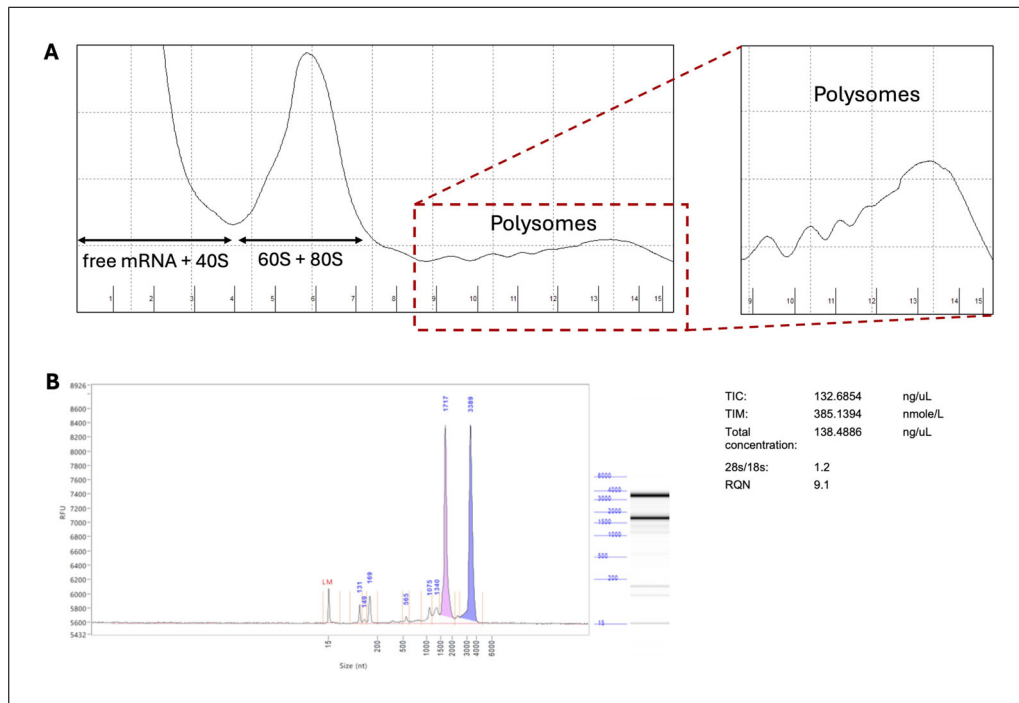 A
free mRNA + 40S
60S + 80S
Polysomes
1 2 3 4 5 6 7 8 9 10 11 12 13 14 15
Polysomes
9 10 11 12 13 14 15
B
8926
8600
8400
8200
8000
7800
7600
7400
7200
7000
6800
6600
6400
6200
6000
5800
5600
5432
RFU
LM
131
149
169
565
1075
1340
1717
3389
15 200 500 1000 1500 2000 3000 4000 6000
Size (nt)
6000
4000
3000
2000
1500
1000
500
200
15
TIC: 132.6854 ng/uL
TIM: 385.1394 nmole/L
Total concentration: 138.4886 ng/uL
28s/18s: 1.2
RQN 9.1